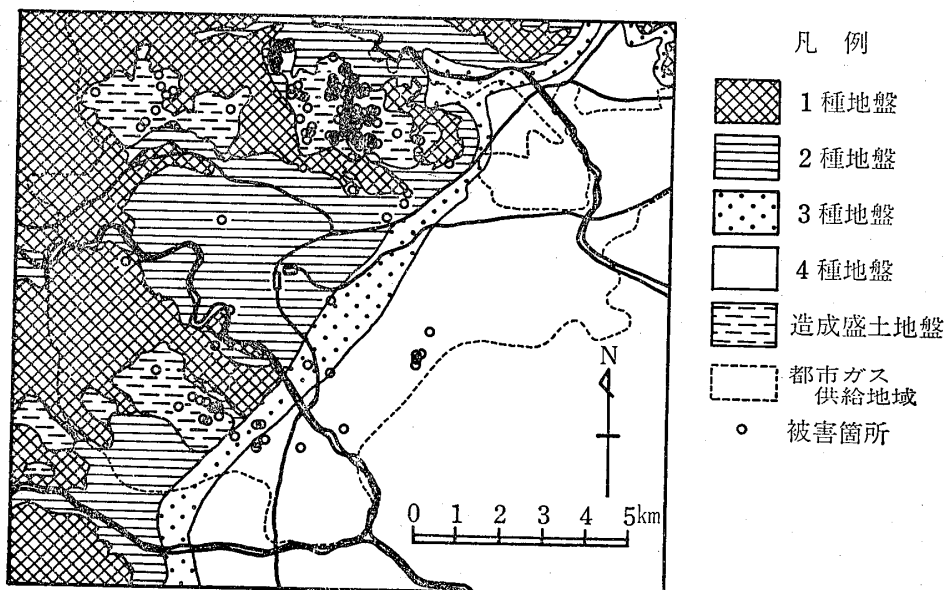 凡例
1種地盤
2種地盤
3種地盤
4種地盤
造成盛土地盤
都市ガス
供給地域
被害箇所
N
0 1 2 3 4 5km